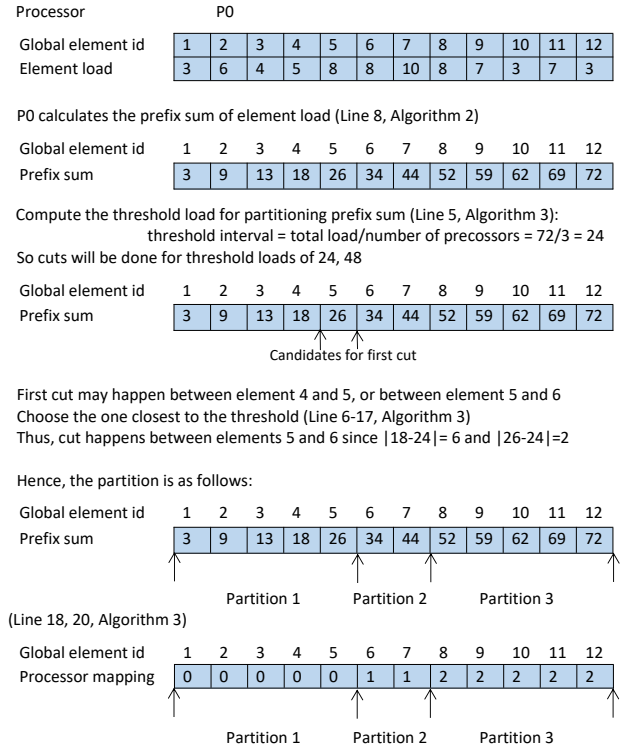 Processor P0
Global element id 1 2 3 4 5 6 7 8 9 10 11 12
Element load 3 6 4 5 8 8 10 8 7 3 7 3
P0 calculates the prefix sum of element load (Line 8, Algorithm 2)
Global element id 1 2 3 4 5 6 7 8 9 10 11 12
Prefix sum 3 9 13 18 26 34 44 52 59 62 69 72
Compute the threshold load for partitioning prefix sum (Line 5, Algorithm 3):
threshold interval = total load/number of precossors = 72/3 = 24
So cuts will be done for threshold loads of 24, 48
Global element id 1 2 3 4 5 6 7 8 9 10 11 12
Prefix sum 3 9 13 18 26 34 44 52 59 62 69 72
Candidates for first cut
First cut may happen between element 4 and 5, or between element 5 and 6
Choose the one closest to the threshold (Line 6-17, Algorithm 3)
Thus, cut happens between elements 5 and 6 since |18-24|= 6 and |26-24|=2
Hence, the partition is as follows:
Global element id 1 2 3 4 5 6 7 8 9 10 11 12
Prefix sum 3 9 13 18 26 34 44 52 59 62 69 72
Partition 1 Partition 2 Partition 3
(Line 18, 20, Algorithm 3)
Global element id 1 2 3 4 5 6 7 8 9 10 11 12
Processor mapping 0 0 0 0 0 1 1 2 2 2 2 2
Partition 1 Partition 2 Partition 3